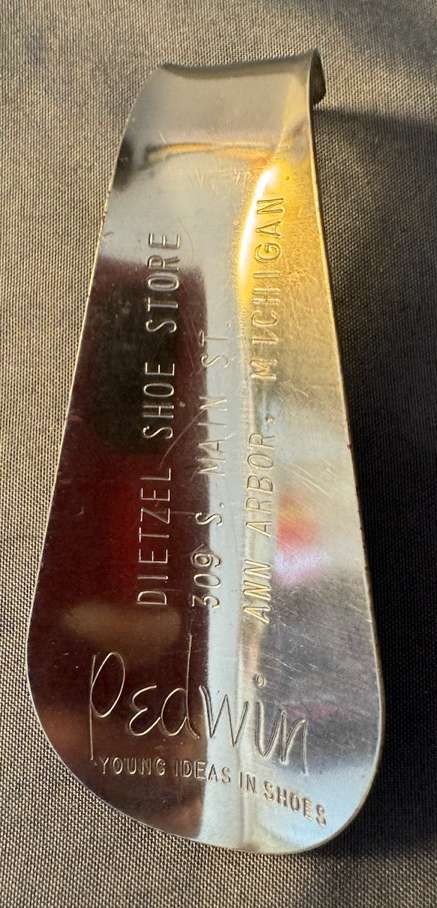 DIETZEL SHOE STORE
309 S. MAIN ST.
ANN ARBOR, MICHIGAN
Pedwin
YOUNG IDEAS IN SHOES